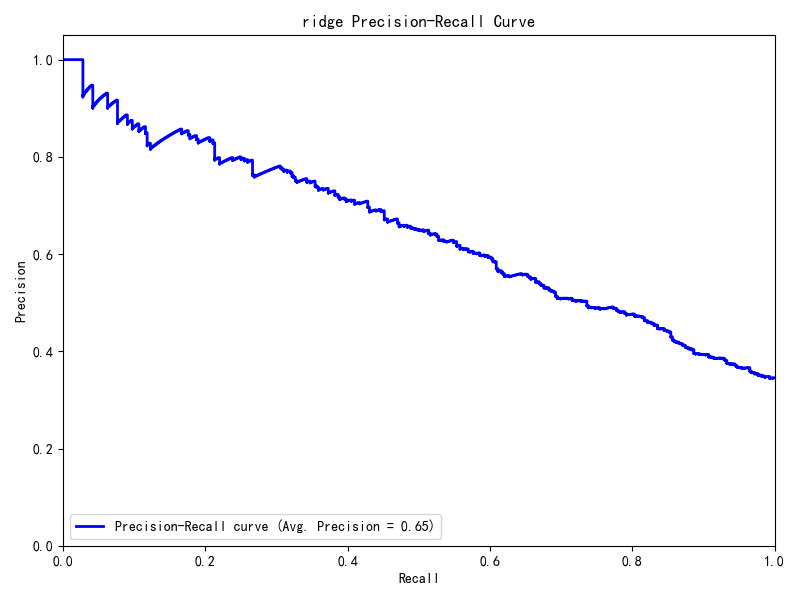 ridge Precision-Recall Curve
Precision
1.0
0.8
0.6
0.4
0.2
0.0
Precision-Recall curve (Avg. Precision = 0.65)
0.0 0.2 0.4 0.6 0.8 1.0
Recall